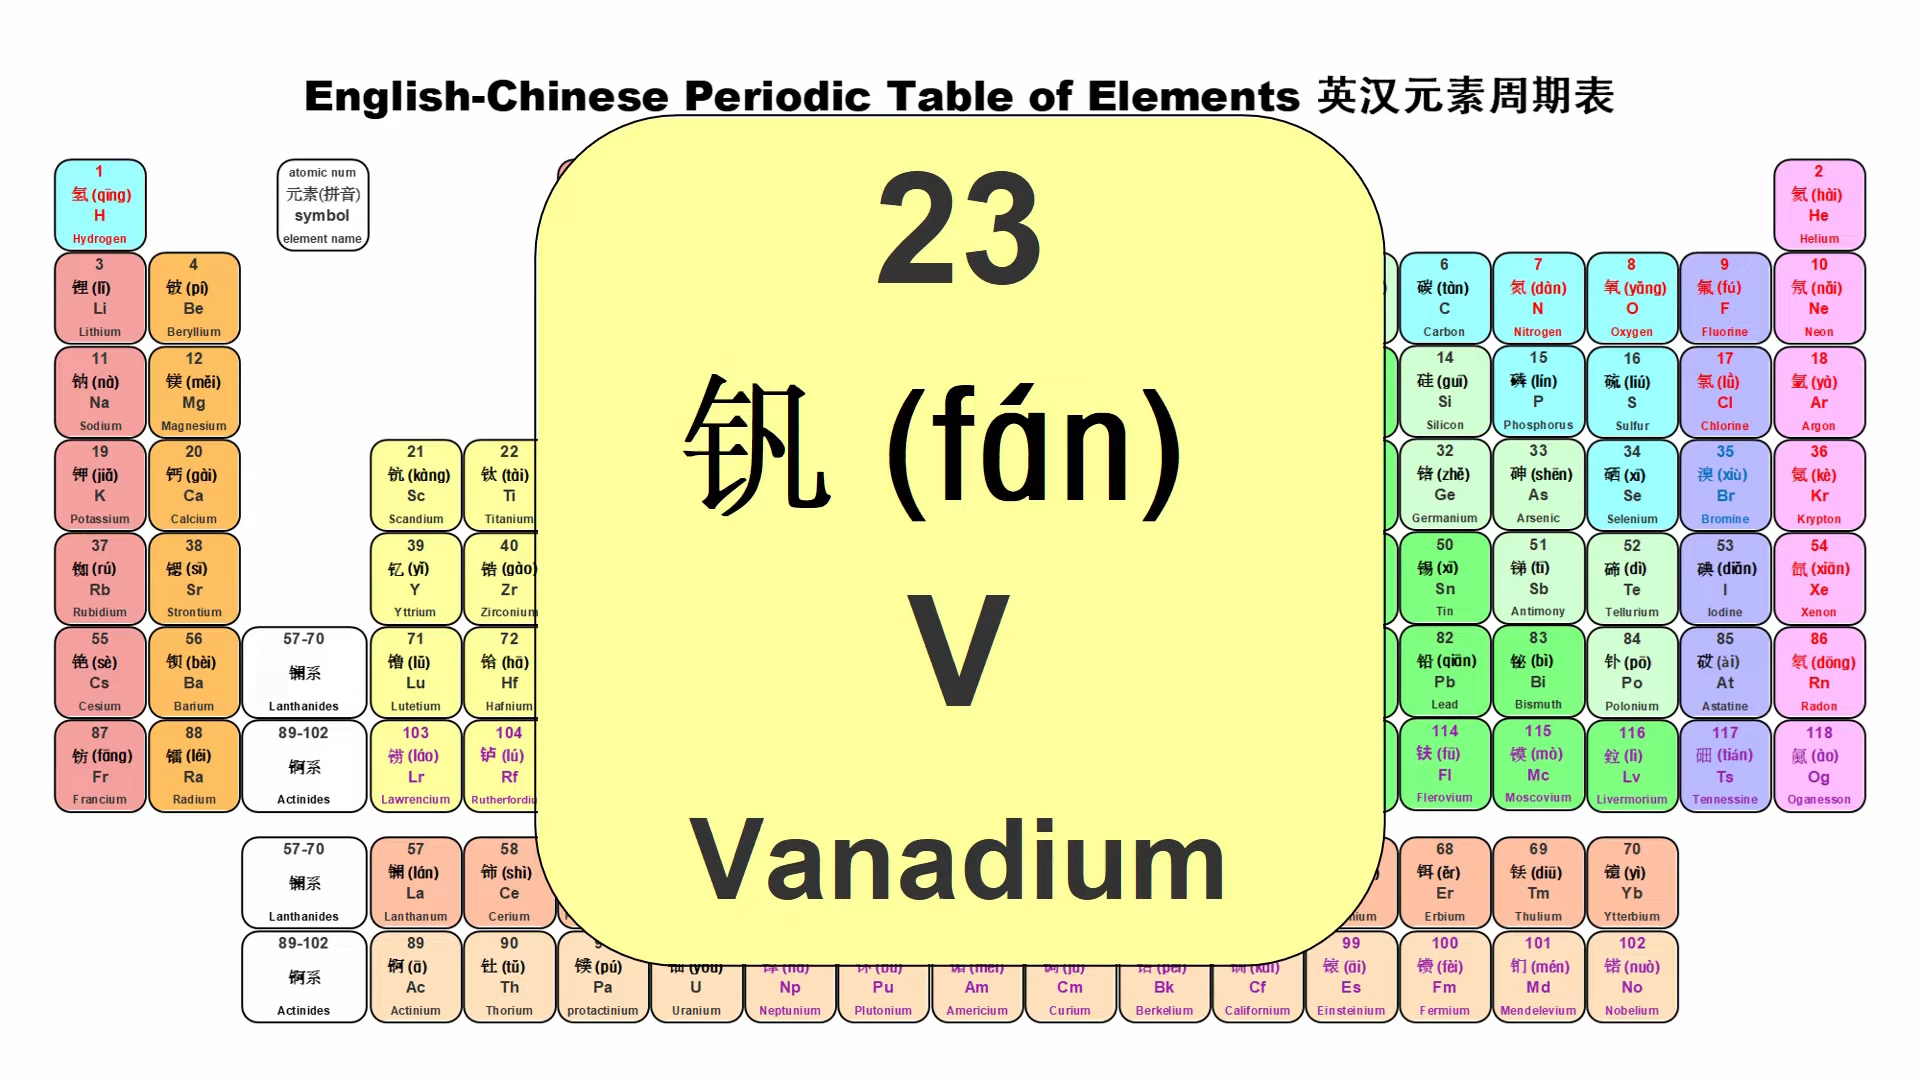 English-Chinese Periodic Table of Elements 英汉元素周期表
23
钒 (fán)
V
Vanadium
1
氢 (qīng)
H
Hydrogen
atomic num
元素(拼音)
symbol
element name
2
氦 (hài)
He
Helium
3
锂 (lǐ)
Li
Lithium
4
铍 (pí)
Be
Beryllium
6
碳 (tàn)
C
Carbon
7
氮 (dàn)
N
Nitrogen
8
氧 (yǎng)
O
Oxygen
9
氟 (fú)
F
Fluorine
10
氖 (nǎi)
Ne
Neon
11
钠 (nà)
Na
Sodium
12
镁 (měi)
Mg
Magnesium
14
硅 (guī)
Si
Silicon
15
磷 (lín)
P
Phosphorus
16
硫 (liú)
S
Sulfur
17
氯 (lǜ)
Cl
Chlorine
18
氩 (yà)
Ar
Argon
19
钾 (jiǎ)
K
Potassium
20
钙 (gài)
Ca
Calcium
21
钪 (kàng)
Sc
Scandium
22
钛 (tài)
Ti
Titanium
32
锗 (zhě)
Ge
Germanium
33
砷 (shēn)
As
Arsenic
34
硒 (xī)
Se
Selenium
35
溴 (xiù)
Br
Bromine
36
氪 (kè)
Kr
Krypton
37
铷 (rú)
Rb
Rubidium
38
锶 (sī)
Sr
Strontium
39
钇 (yǐ)
Y
Yttrium
40
锆 (gào)
Zr
Zirconium
50
锡 (xī)
Sn
Tin
51
锑 (tī)
Sb
Antimony
52
碲 (dì)
Te
Tellurium
53
碘 (diǎn)
I
Iodine
54
氙 (xiān)
Xe
Xenon
55
铯 (sè)
Cs
Cesium
56
钡 (bèi)
Ba
Barium
57-70
镧系
Lanthanides
71
镥 (lǔ)
Lu
Lutetium
72
铪 (hā)
Hf
Hafnium
82
铅 (qiān)
Pb
Lead
83
铋 (bì)
Bi
Bismuth
84
钋 (pō)
Po
Polonium
85
砹 (ài)
At
Astatine
86
氡 (dōng)
Rn
Radon
87
钫 (fāng)
Fr
Francium
88
镭 (léi)
Ra
Radium
89-102
锕系
Actinides
103
铹 (láo)
Lr
Lawrencium
104
𬬻 (lú)
Rf
114
𫓧 (fū)
Fl
Flerovium
115
镆 (mò)
Mc
Moscovium
116
𫟷 (lì)
Lv
Livermorium
117
鿬 (tián)
Ts
Tennessine
118
鿫 (ào)
Og
Oganesson
57-70
镧系
Lanthanides
57
镧 (lán)
La
Lanthanum
58
铈 (shì)
Ce
Cerium
68
铒 (ěr)
Er
Erbium
69
铥 (diū)
Tm
Thulium
70
镱 (yì)
Yb
Ytterbium
89-102
锕系
Actinides
89
锕 (ā)
Ac
Actinium
90
钍 (tǔ)
Th
Thorium
镤 (pú)
Pa
protactinium
U
Uranium
Np
Neptunium
Pu
Plutonium
Am
Americium
Cm
Curium
Bk
Berkelium
Cf
Californium
99
锿 (āi)
Es
Einsteinium
100
镄 (fèi)
Fm
Fermium
101
钔 (mén)
Md
Mendelevium
102
锘 (nuò)
No
Nobelium